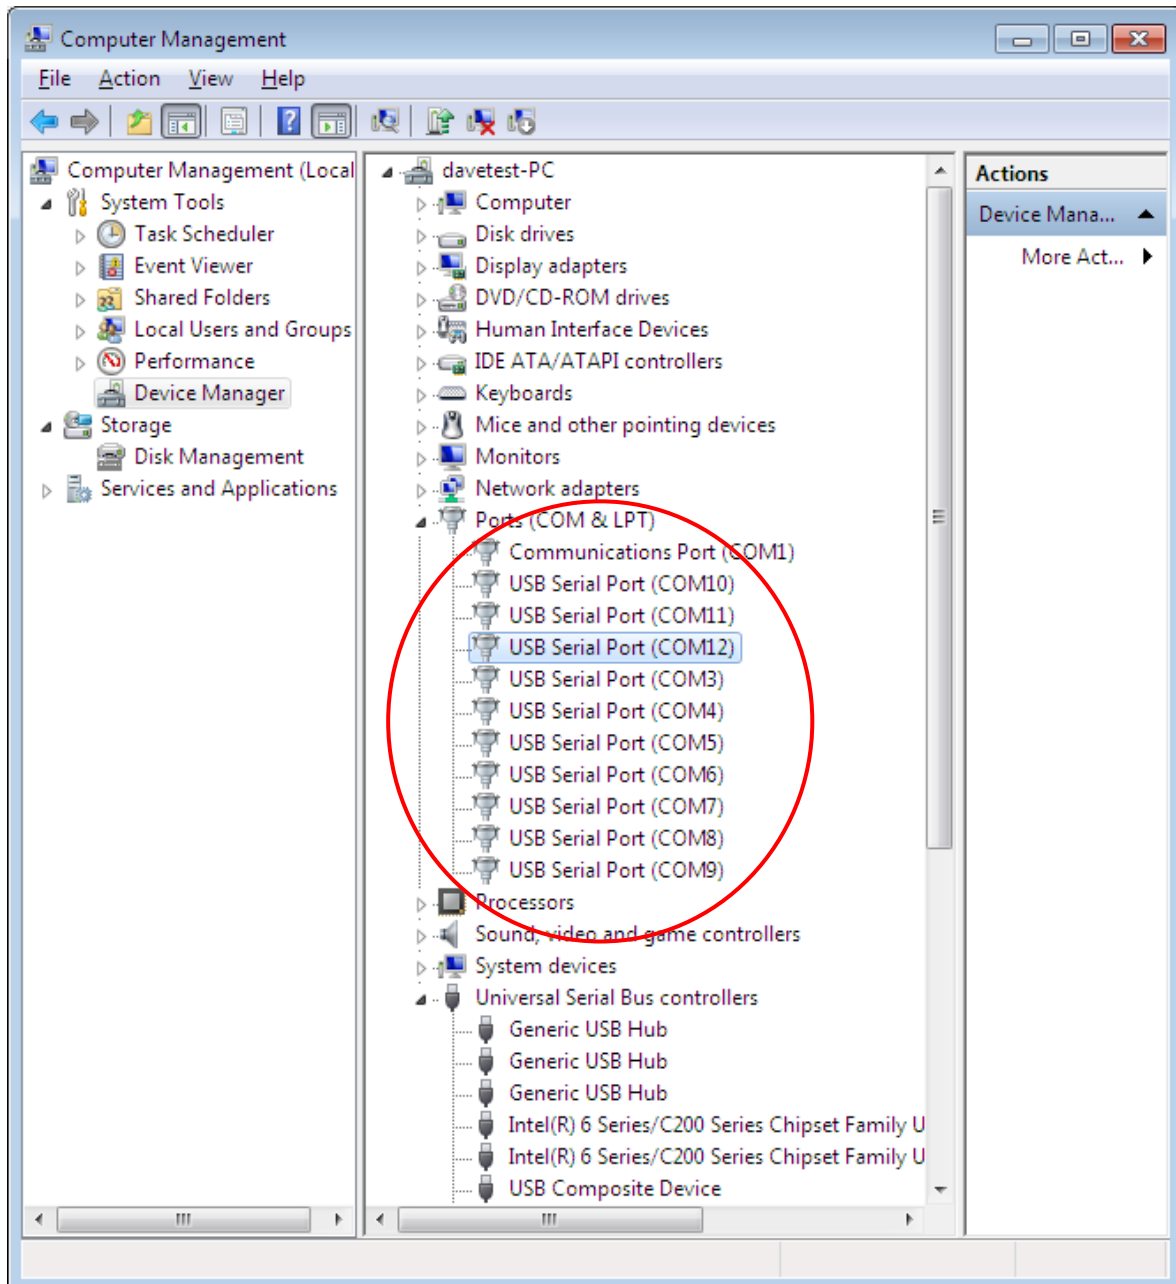 Computer Management
File Action View Help
Computer Management (Local
System Tools
Task Scheduler
Event Viewer
Shared Folders
Local Users and Groups
Performance
Device Manager
Storage
Disk Management
Services and Applications
davetest-PC
Computer
Disk drives
Display adapters
DVD/CD-ROM drives
Human Interface Devices
IDE ATA/ATAPI controllers
Keyboards
Mice and other pointing devices
Monitors
Network adapters
Ports (COM & LPT)
Communications Port (COM1)
USB Serial Port (COM10)
USB Serial Port (COM11)
USB Serial Port (COM12)
USB Serial Port (COM3)
USB Serial Port (COM4)
USB Serial Port (COM5)
USB Serial Port (COM6)
USB Serial Port (COM7)
USB Serial Port (COM8)
USB Serial Port (COM9)
Processors
Sound, video and game controllers
System devices
Universal Serial Bus controllers
Generic USB Hub
Generic USB Hub
Generic USB Hub
Intel(R) 6 Series/C200 Series Chipset Family U
Intel(R) 6 Series/C200 Series Chipset Family U
USB Composite Device
Actions
Device Mana...
More Act...